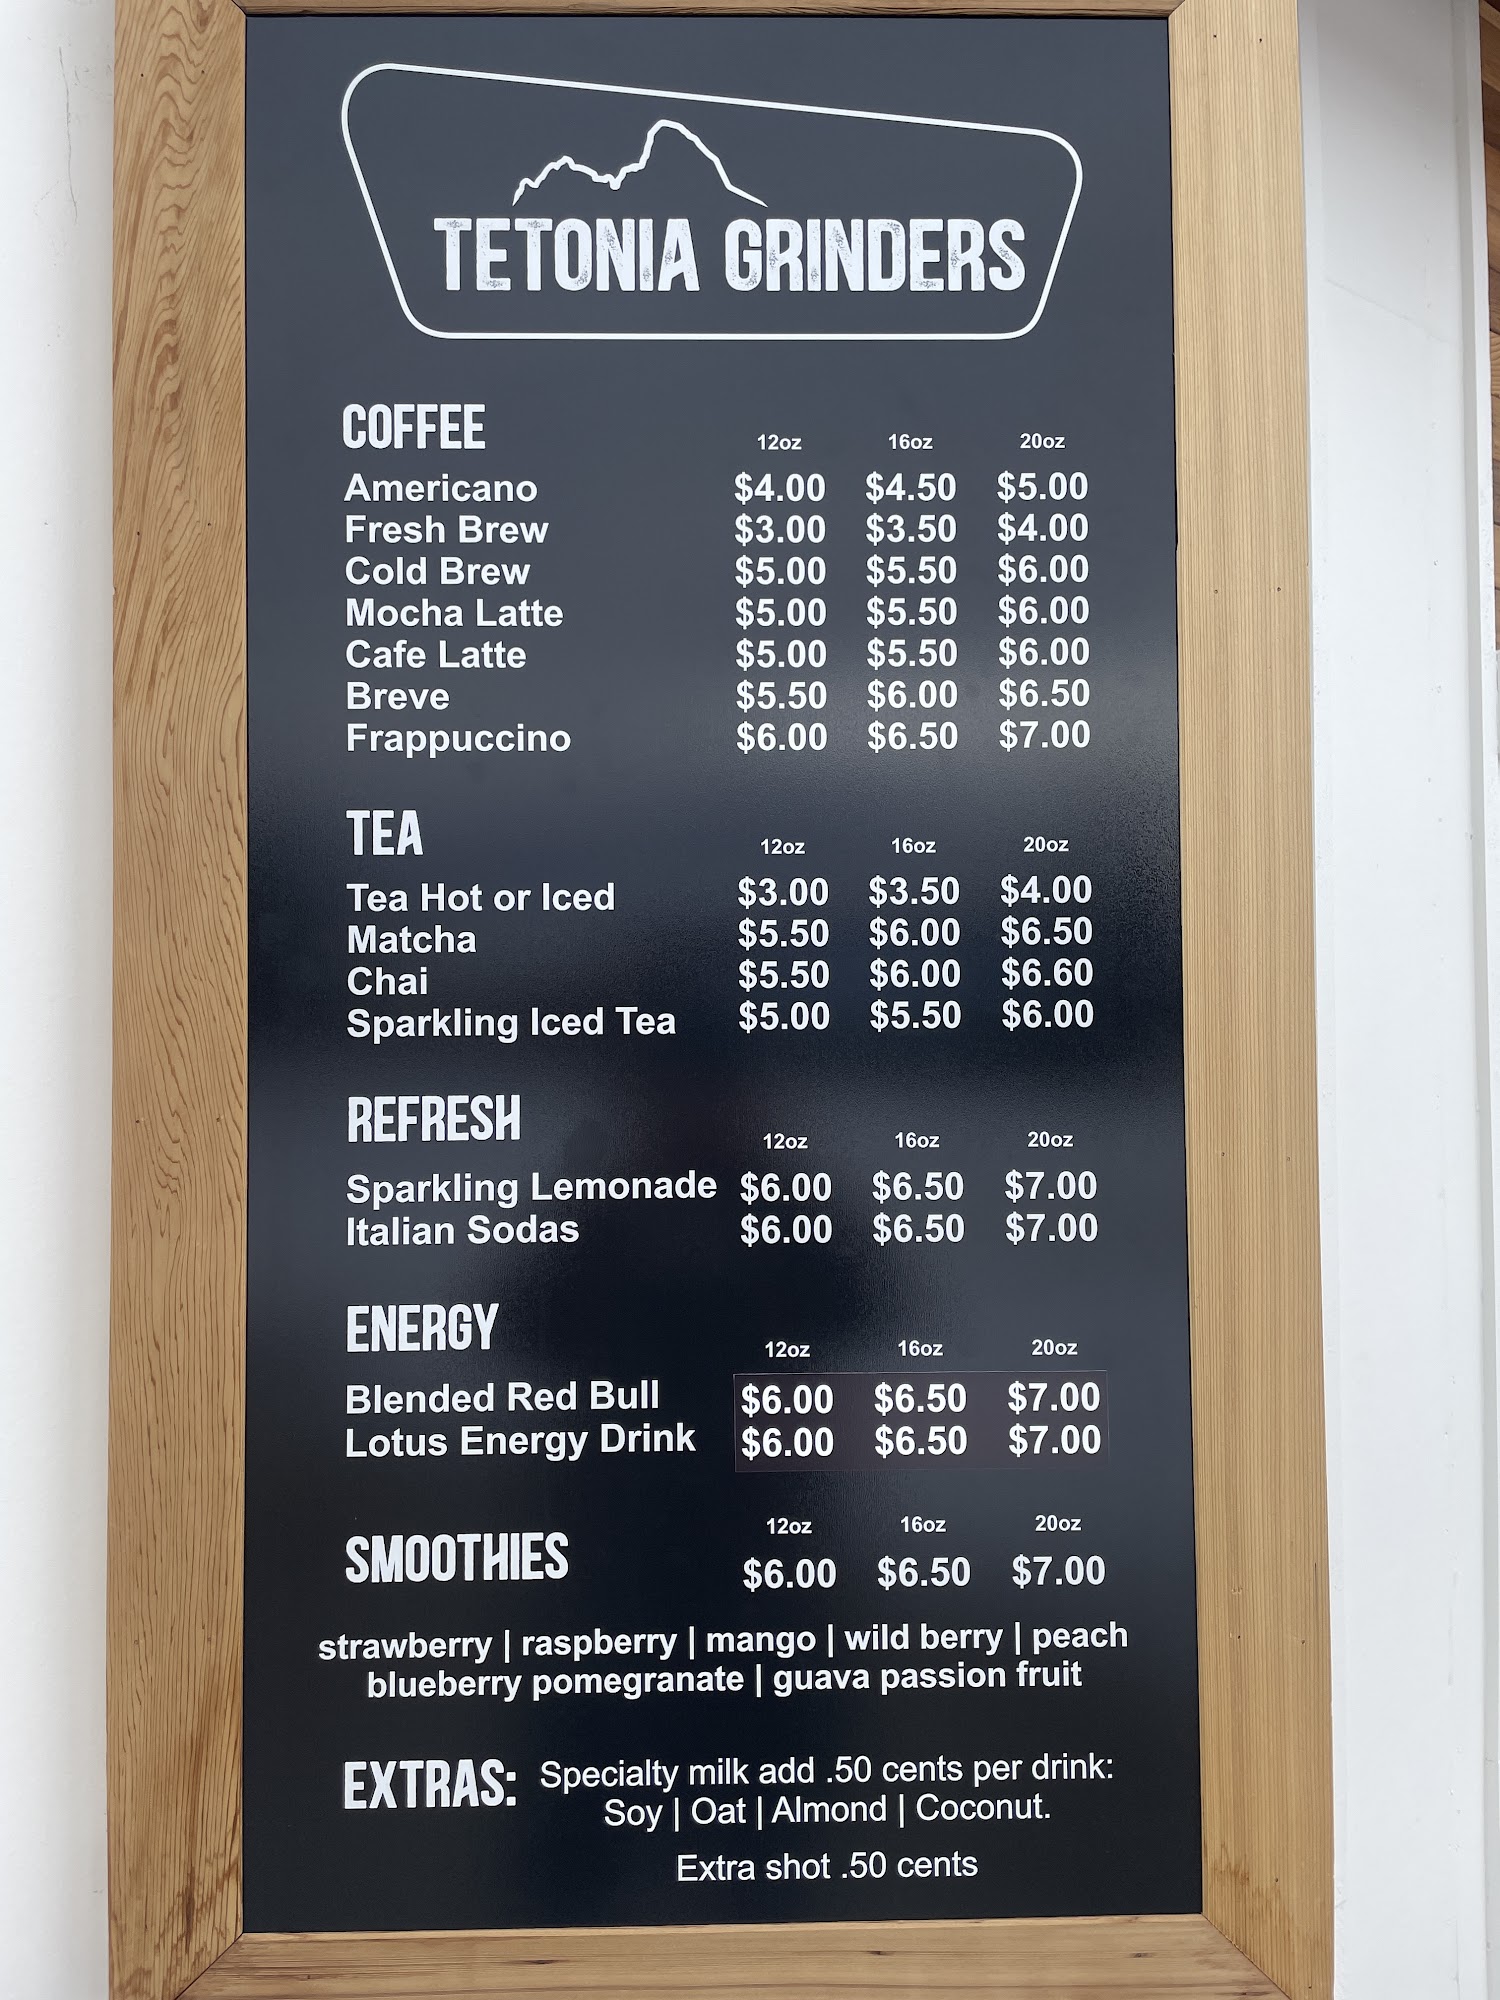 TETONIA GRINDERS
COFFEE 12oz 16oz 20oz
Americano $4.00 $4.50 $5.00
Fresh Brew $3.00 $3.50 $4.00
Cold Brew $5.00 $5.50 $6.00
Mocha Latte $5.00 $5.50 $6.00
Cafe Latte $5.00 $5.50 $6.00
Breve $5.50 $6.00 $6.50
Frappuccino $6.00 $6.50 $7.00
TEA 12oz 16oz 20oz
Tea Hot or Iced $3.00 $3.50 $4.00
Matcha $5.50 $6.00 $6.50
Chai $5.50 $6.00 $6.60
Sparkling Iced Tea $5.00 $5.50 $6.00
REFRESH 12oz 16oz 20oz
Sparkling Lemonade $6.00 $6.50 $7.00
Italian Sodas $6.00 $6.50 $7.00
ENERGY 12oz 16oz 20oz
Blended Red Bull $6.00 $6.50 $7.00
Lotus Energy Drink $6.00 $6.50 $7.00
12oz 16oz 20oz
SMOOTHIES $6.00 $6.50 $7.00
strawberry | raspberry | mango | wild berry | peach
blueberry pomegranate | guava passion fruit
EXTRAS: Specialty milk add .50 cents per drink:
Soy | Oat | Almond | Coconut.
Extra shot .50 cents